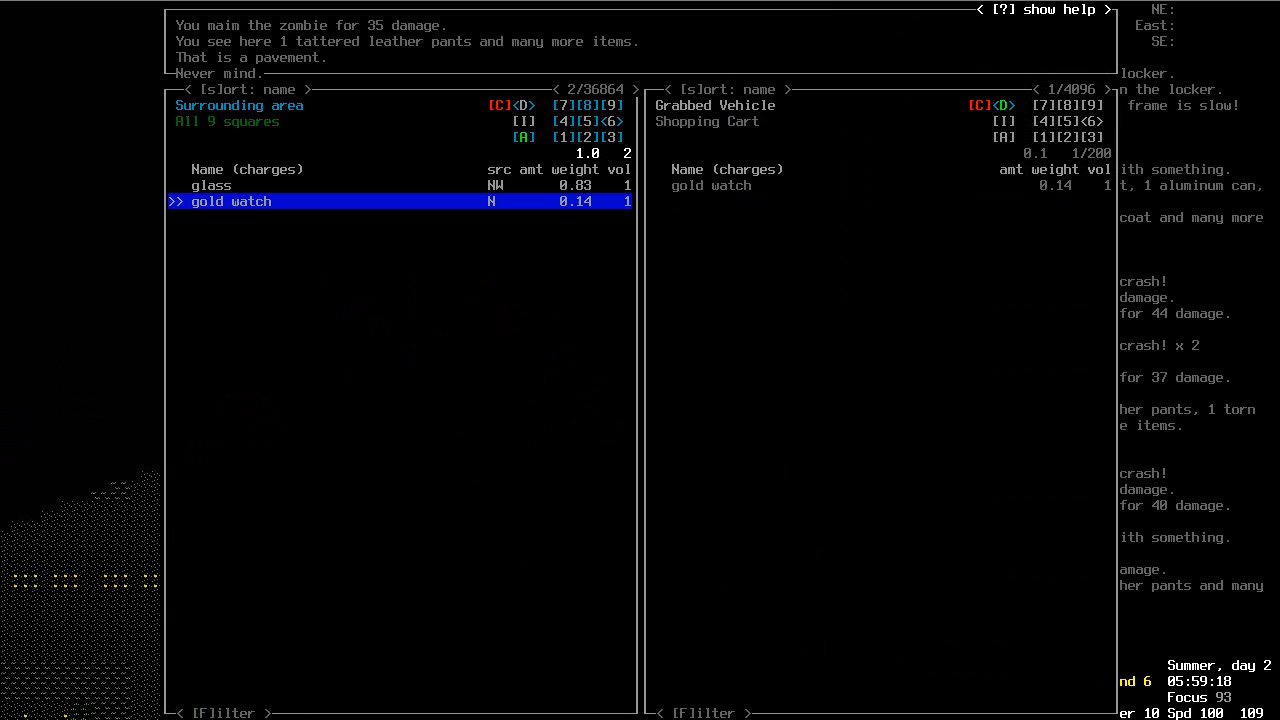 < [?] show help > NE:
You maim the zombie for 35 damage. East:
You see here 1 tattered leather pants and many more items. SE:
That is a pavement.
Never mind. locker.
< [s]ort: name > < 2/36864 > < [s]ort: name > < 1/4096 > n the locker.
Surrounding area [C]<D> [7][8][9] Grabbed Vehicle [C]<D> [7][8][9] frame is slow!
All 9 squares [I] [4][5]<6> Shopping Cart [I] [4][5]<6>
[A] [1][2][3] [A] [1][2][3]
1.0 2 0.1 1/200
Name (charges) src amt weight vol Name (charges) amt weight vol ith something.
glass NW 0.83 1 gold watch 0.14 1 t, 1 aluminum can,
>> gold watch N 0.14 1
coat and many more
crash!
damage.
for 44 damage.
crash! x 2
for 37 damage.
her pants, 1 torn
e items.
crash!
damage.
for 40 damage.
ith something.
amage.
her pants and many
Summer, day 2
nd 6 05:59:18
Focus 93
< [F]ilter > < [F]ilter > er 10 Spd 100 109